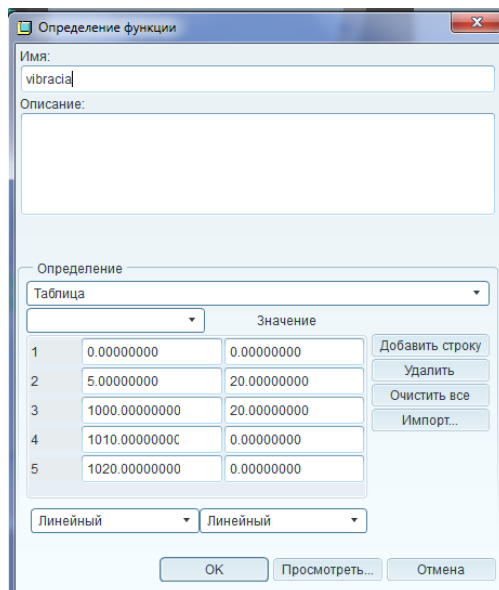 Определение функции
Имя:
vibracia
Описание:
Определение
Таблица
Значение
1 0.00000000 0.00000000 Добавить строку
2 5.00000000 20.00000000 Удалить
Очистить все
3 1000.00000000 20.00000000 Импорт...
4 1010.0000000 0.00000000
5 1020.00000000 0.00000000
Линейный Линейный
OK Просмотреть... Отмена